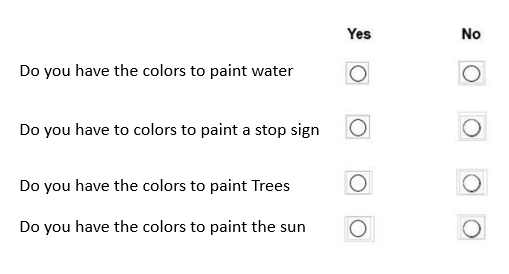 Yes No
Do you have the colors to paint water
Do you have to colors to paint a stop sign
Do you have the colors to paint Trees
Do you have the colors to paint the sun